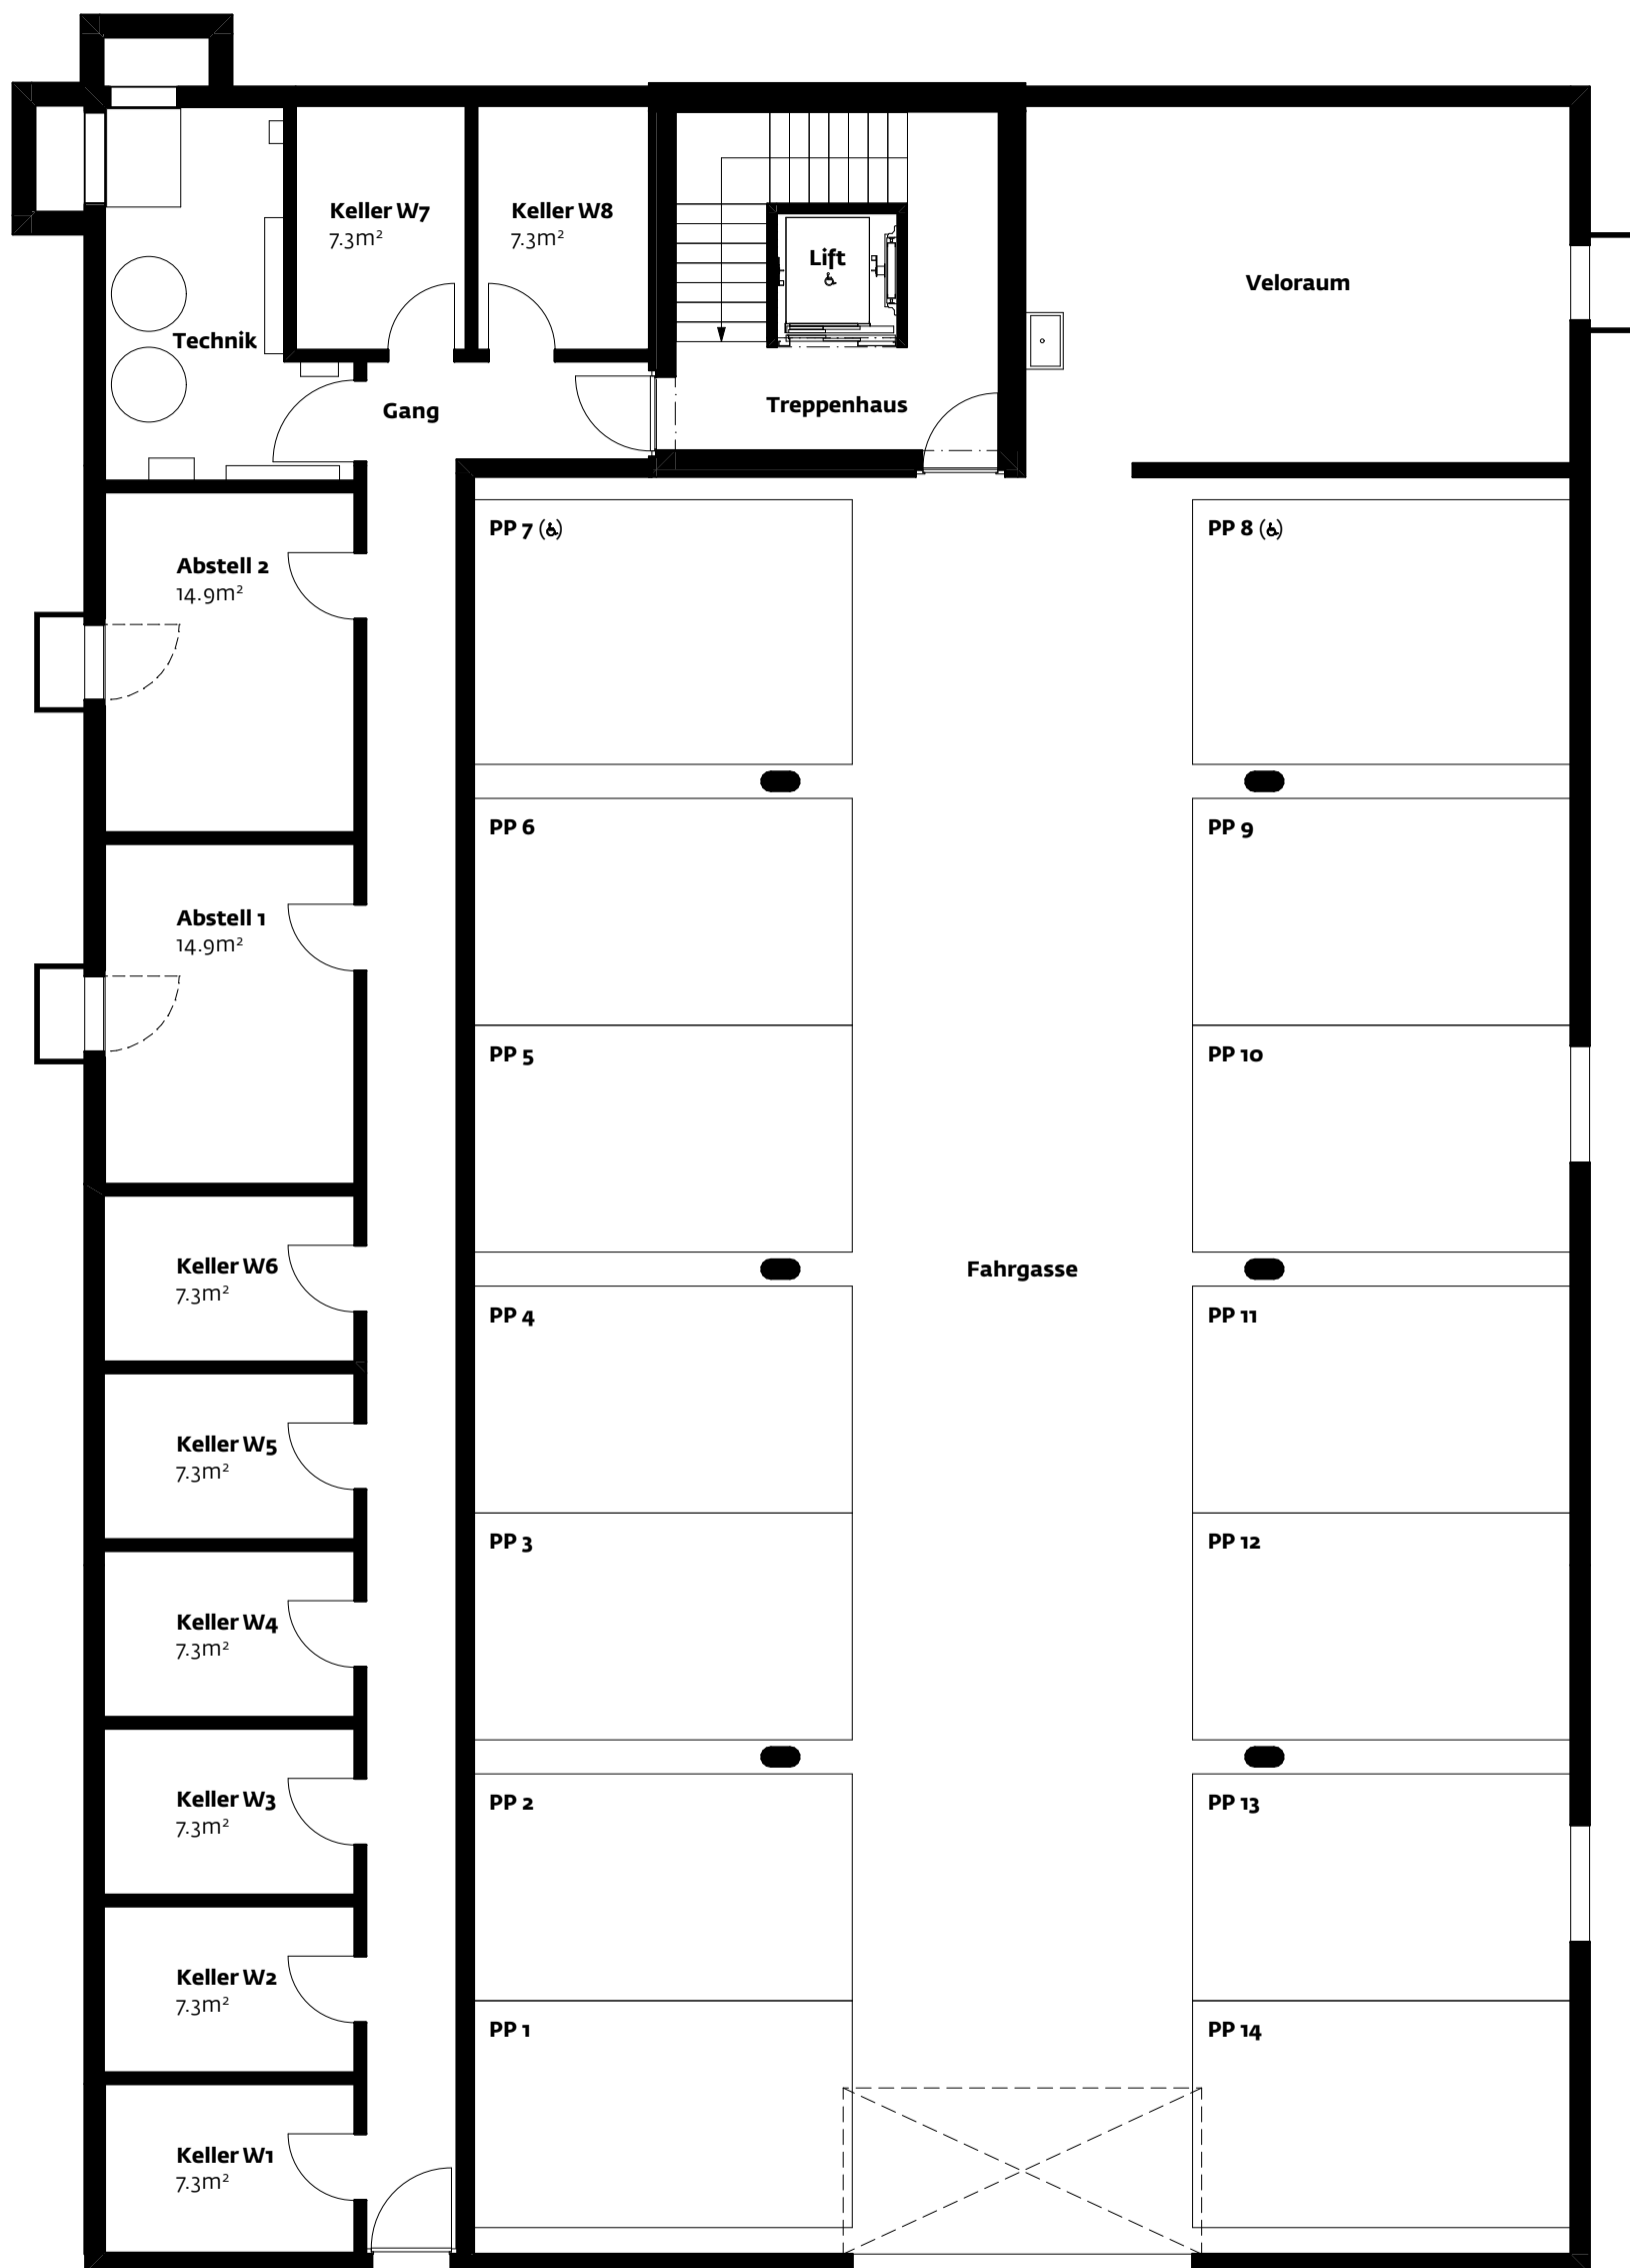 Keller W7
7.3m²
Keller W8
7.3m²
Lift
Veloraum
Technik
Gang
Treppenhaus
PP 7 (♿)
PP 8 (♿)
Abstell 2
14.9m²
PP 6
PP 9
Abstell 1
14.9m²
PP 5
PP 10
Keller W6
7.3m²
Fahrgasse
PP 4
PP 11
Keller W5
7.3m²
PP 3
PP 12
Keller W4
7.3m²
Keller W3
7.3m²
PP 2
PP 13
Keller W2
7.3m²
PP 1
PP 14
Keller W1
7.3m²